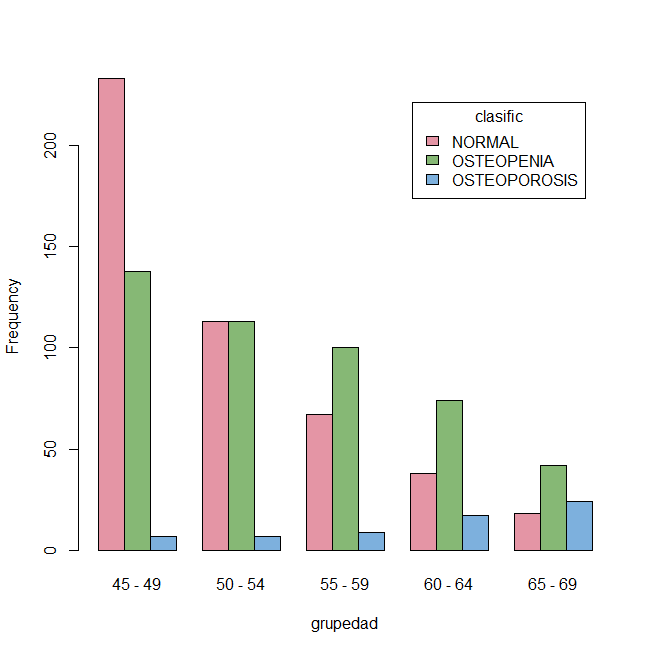 clasific
NORMAL
OSTEOPENIA
OSTEOPOROSIS
Frequency
200
150
100
50
0
45 - 49 50 - 54 55 - 59 60 - 64 65 - 69
grupedad